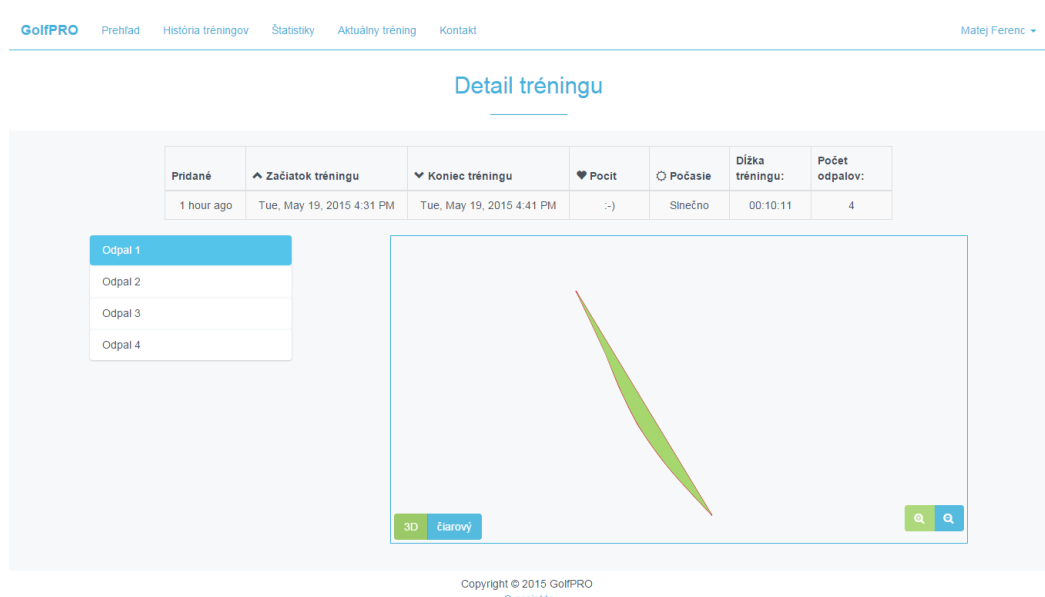 GolfPRO Prehľad História tréningov Štatistiky Aktuálny tréning Kontakt Matej Ferenc
Detail tréningu
Pridané Začiatok tréningu Koniec tréningu Pocit Počasie Dĺžka tréningu: Počet odpalov:
1 hour ago Tue, May 19, 2015 4:31 PM Tue, May 19, 2015 4:41 PM :-) Slnečno 00:10:11 4
Odpal 1
Odpal 2
Odpal 3
Odpal 4
3D čiarový
Copyright © 2015 GolfPRO